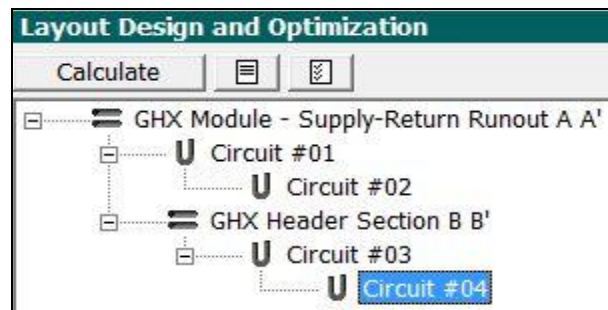 Layout Design and Optimization
Calculate
GHX Module - Supply-Return Runout A A'
Circuit #01
Circuit #02
GHX Header Section B B'
Circuit #03
Circuit #04